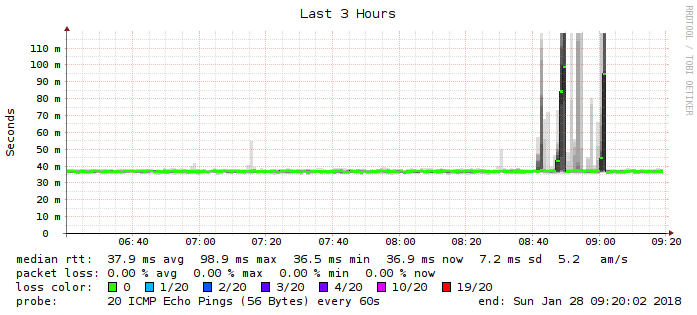 Last 3 Hours
RRDTOOL / TOBI OETIKER
Seconds
110 m
100 m
90 m
80 m
70 m
60 m
50 m
40 m
30 m
20 m
10 m
0
06:40 07:00 07:20 07:40 08:00 08:20 08:40 09:00 09:20
median rtt: 37.9 ms avg 98.9 ms max 36.5 ms min 36.9 ms now 7.2 ms sd 5.2 am/s
packet loss: 0.00 % avg 0.00 % max 0.00 % min 0.00 % now
loss color: 0 1/20 2/20 3/20 4/20 10/20 19/20
probe: 20 ICMP Echo Pings (56 Bytes) every 60s end: Sun Jan 28 09:20:02 2018